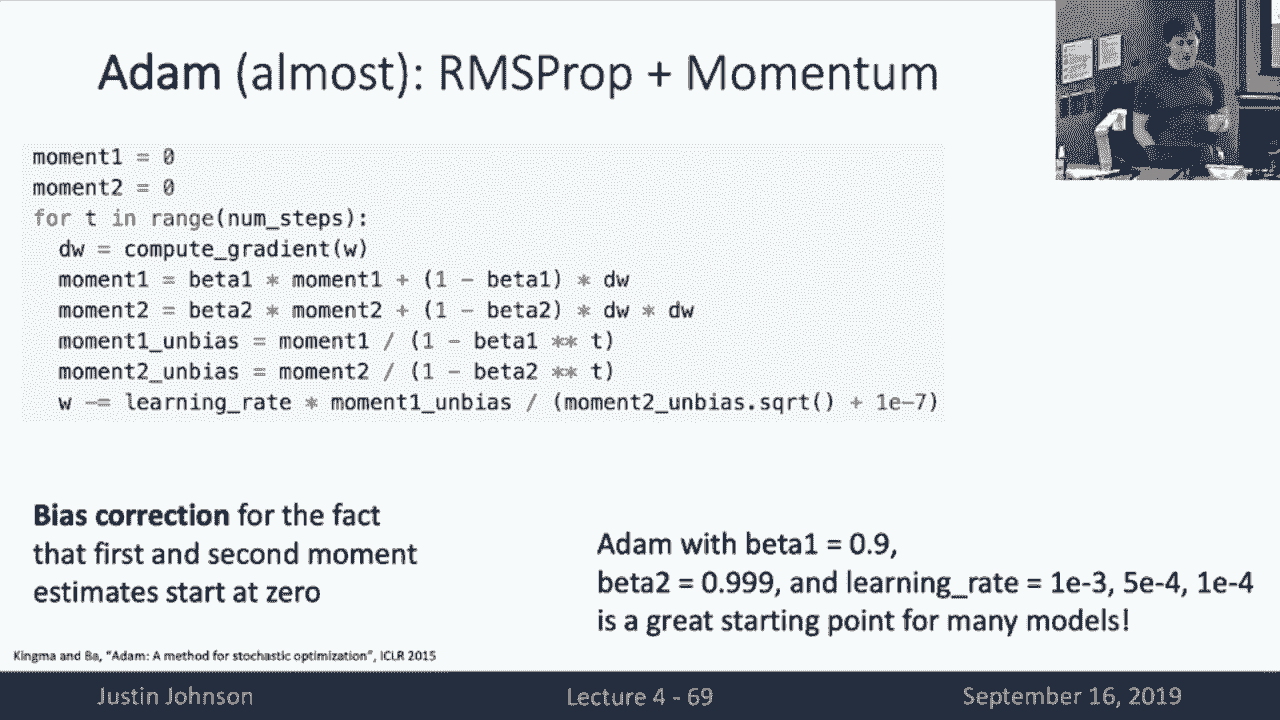 Adam (almost): RMSProp + Momentum
moment1 = 0
moment2 = 0
for t in range(num_steps):
  dw = compute_gradient(w)
  moment1 = beta1 * moment1 + (1 - beta1) * dw
  moment2 = beta2 * moment2 + (1 - beta2) * dw * dw
  moment1_unbias = moment1 / (1 - beta1 ** t)
  moment2_unbias = moment2 / (1 - beta2 ** t)
  w -= learning_rate * moment1_unbias / (moment2_unbias.sqrt() + 1e-7)
Bias correction for the fact
that first and second moment
estimates start at zero
Adam with beta1 = 0.9,
beta2 = 0.999, and learning_rate = 1e-3, 5e-4, 1e-4
is a great starting point for many models!
Kingma and Ba, "Adam: A method for stochastic optimization", ICLR 2015
Justin Johnson
Lecture 4 - 69
September 16, 2019